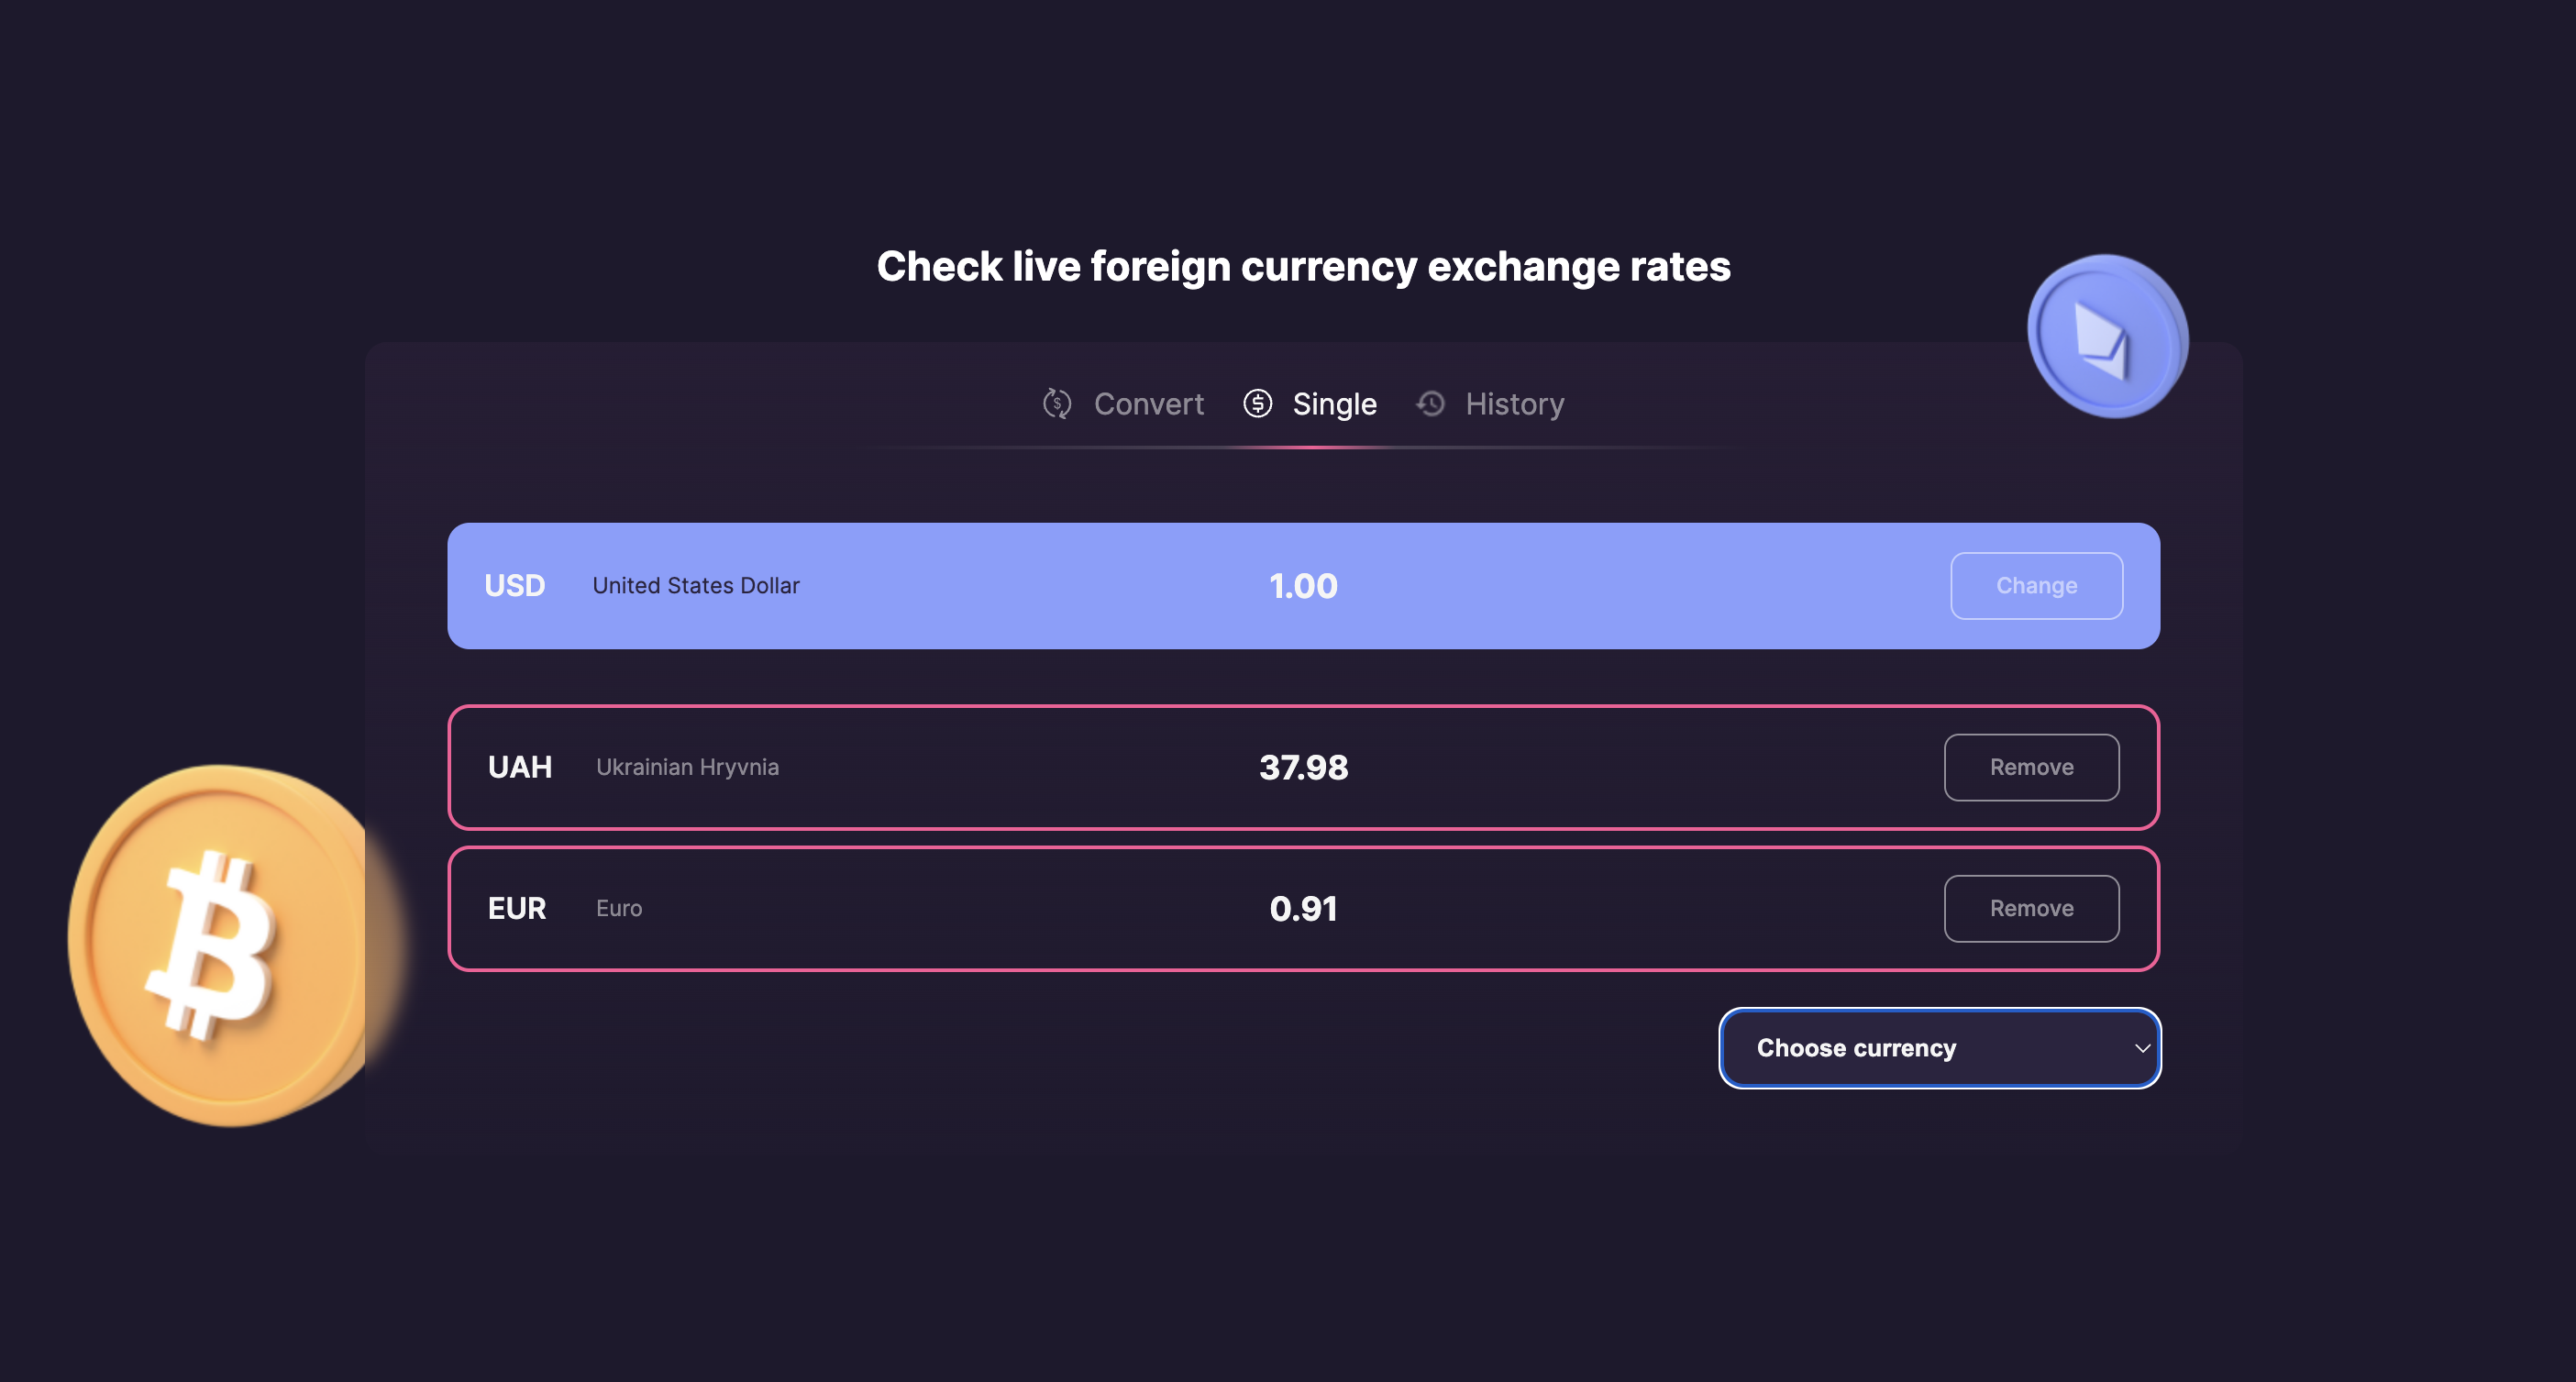 Check live foreign currency exchange rates
Convert Single History
USD United States Dollar 1.00 Change
UAH Ukrainian Hryvnia 37.98 Remove
EUR Euro 0.91 Remove
Choose currency